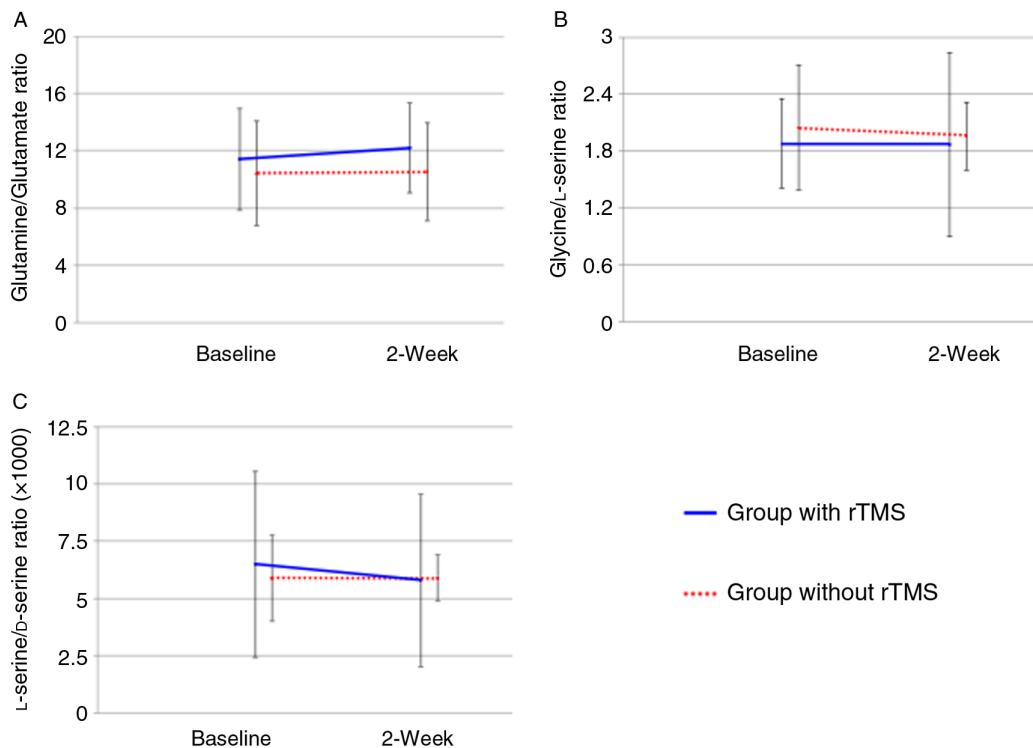 A
Glutamine/Glutamate ratio
20
16
12
8
4
0
Baseline 2-Week
B
Glycine/L-serine ratio
3
2.4
1.8
1.2
0.6
0
Baseline 2-Week
C
L-serine/D-serine ratio (×1000)
12.5
10
7.5
5
2.5
0
Baseline 2-Week
Group with rTMS
Group without rTMS